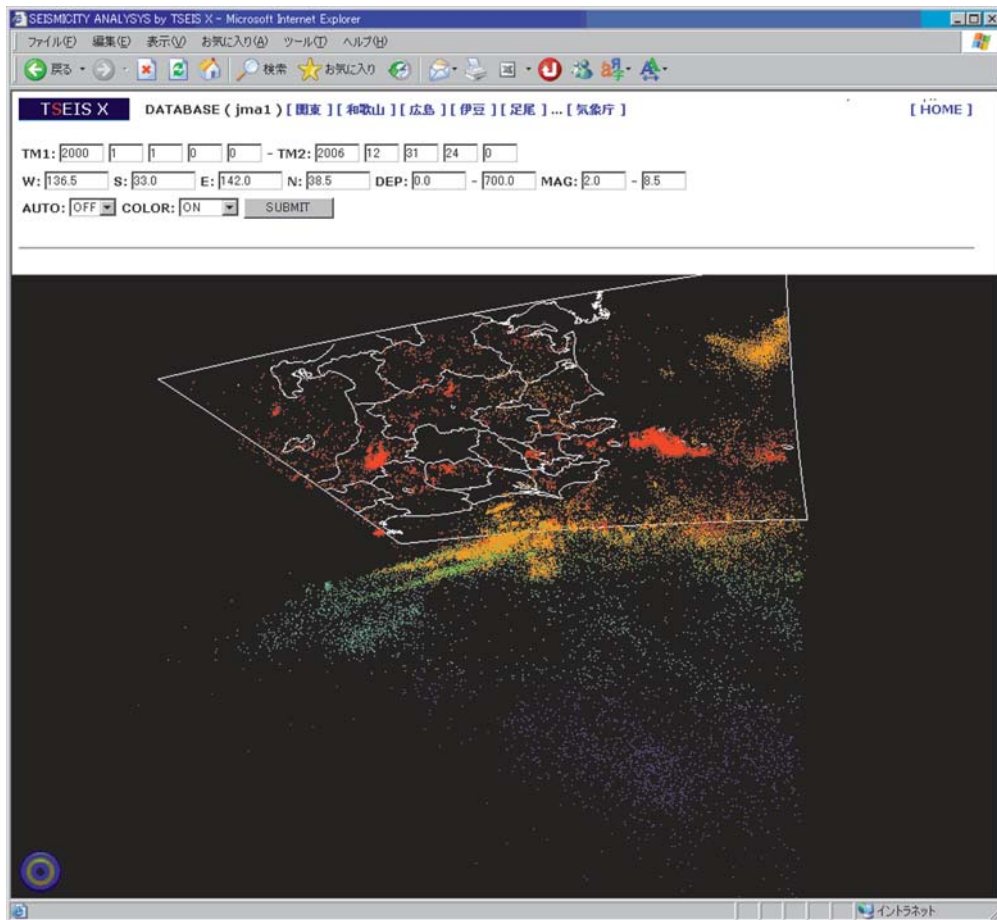 SEISMICITY ANALYSYS by TSEIS X - Microsoft Internet Explorer
ファイル(F) 編集(E) 表示(V) お気に入り(A) ツール(T) ヘルプ(H)
戻る 検索 お気に入り
TSEIS X DATABASE ( jma1 ) [ 関東 ] [ 和歌山 ] [ 広島 ] [ 伊豆 ] [ 足尾 ] ... [ 気象庁 ] [ HOME ]
TM1: 2000 1 1 0 0 - TM2: 2006 12 31 24 0
W: 136.5 S: 33.0 E: 142.0 N: 38.5 DEP: 0.0 - 700.0 MAG: 2.0 - 8.5
AUTO: OFF COLOR: ON SUBMIT
イントラネット